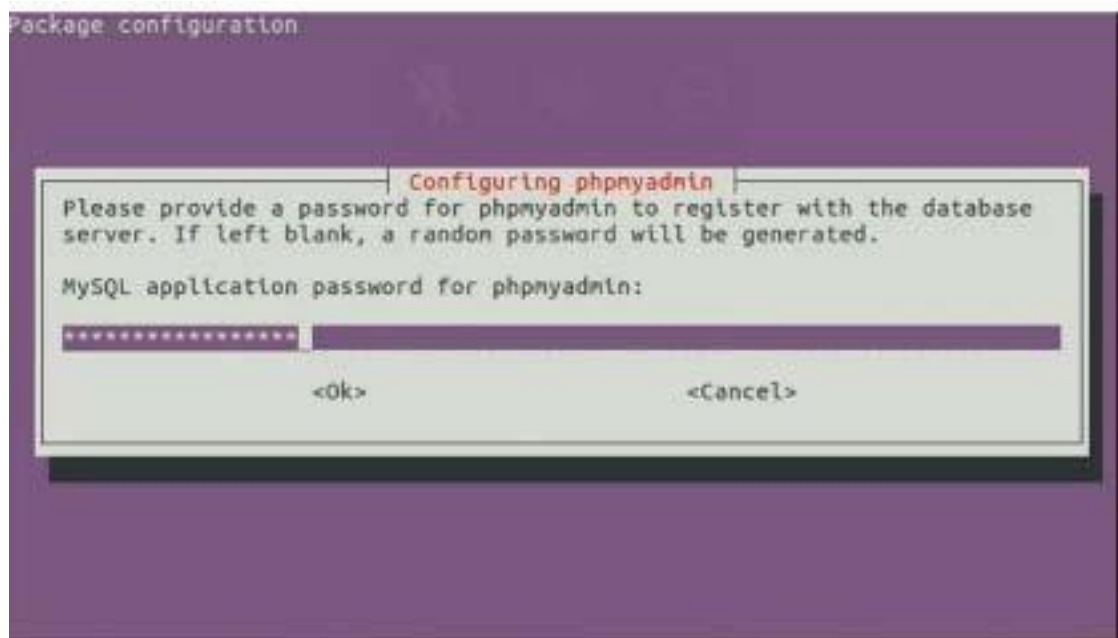 Package configuration
Configuring phpmyadmin
Please provide a password for phpmyadmin to register with the database
server. If left blank, a random password will be generated.
MySQL application password for phpmyadmin:
*****************
<Ok> <Cancel>